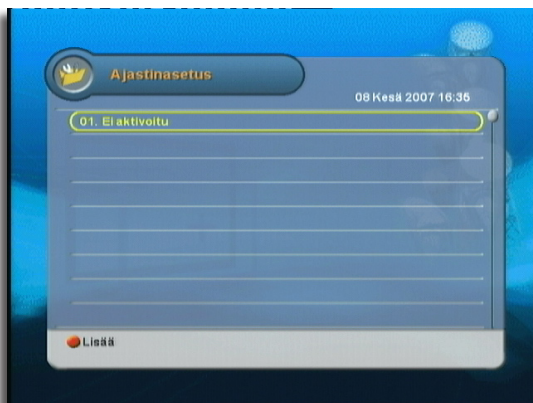 Ajastinasetus
08 Kesä 2007 16:35
01. Ei aktivoitu
Lisää